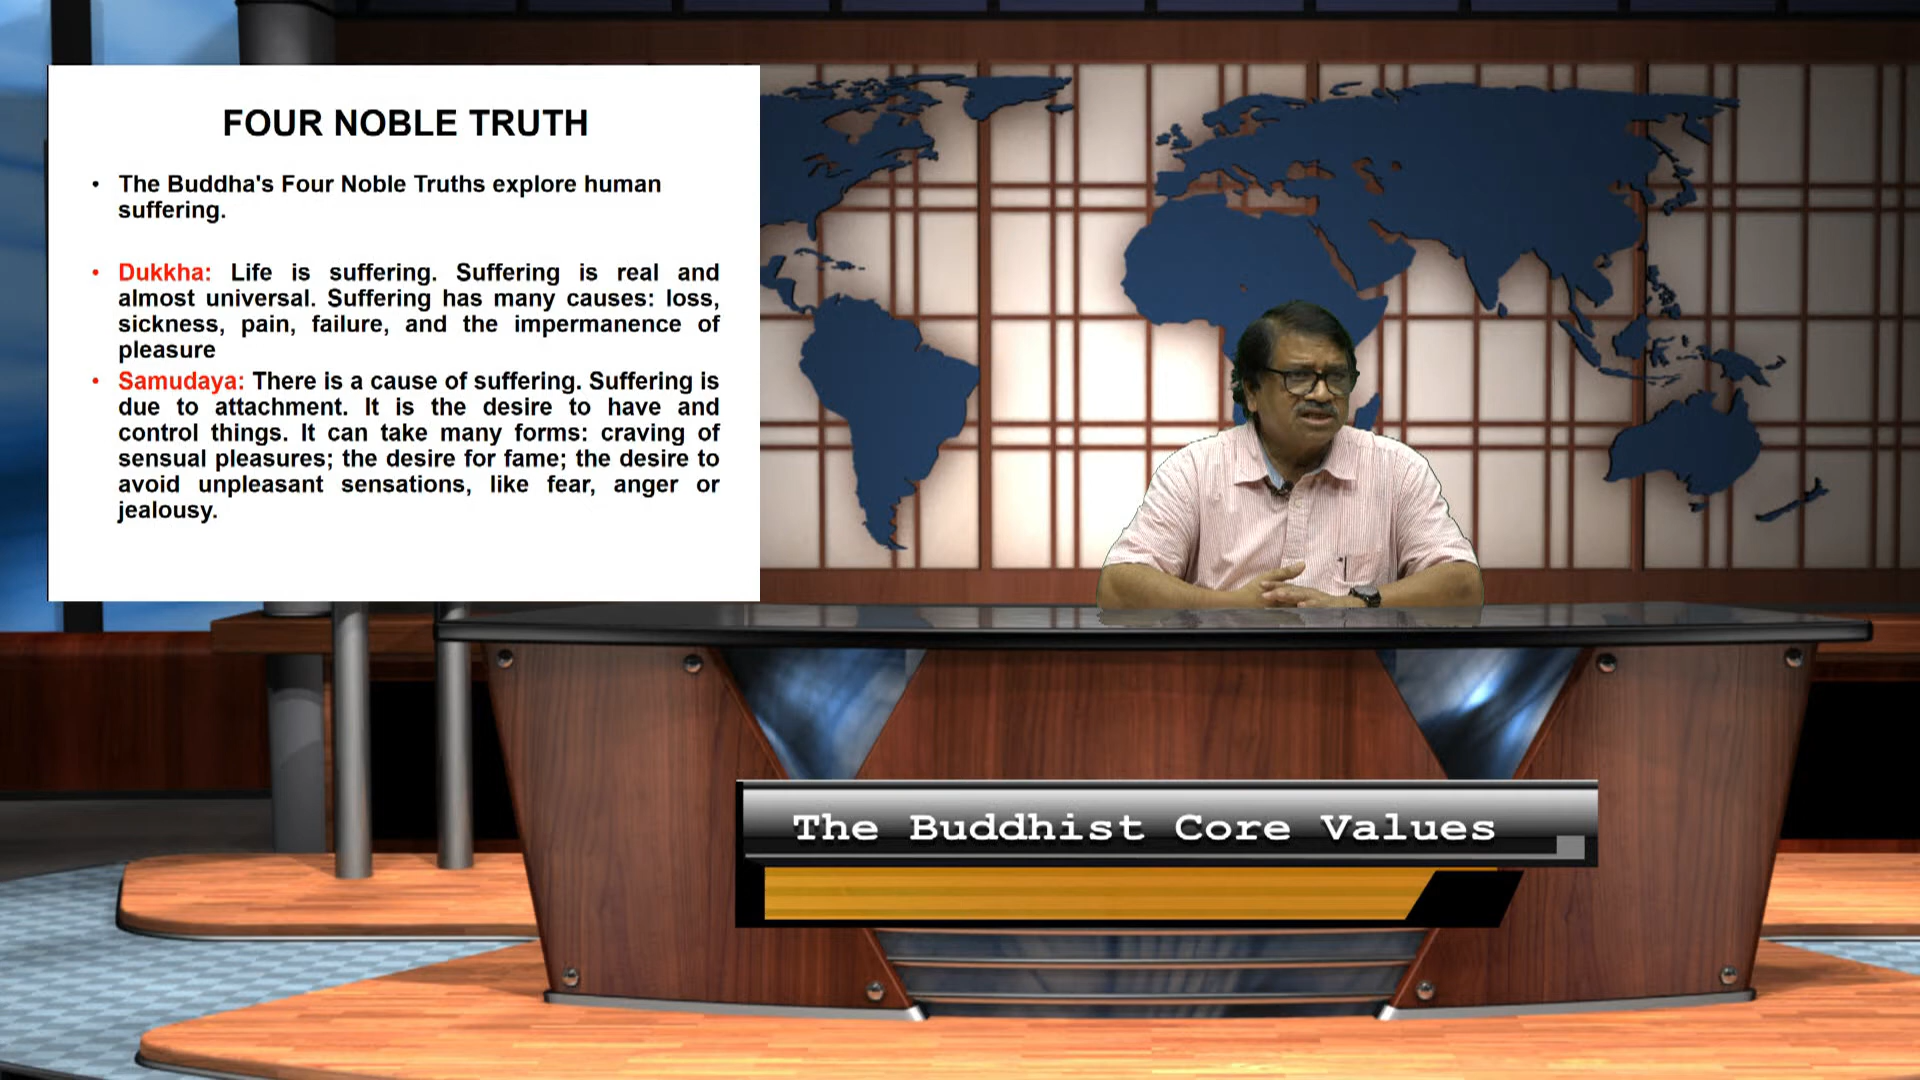 FOUR NOBLE TRUTH
• The Buddha's Four Noble Truths explore human
suffering.
• Dukkha: Life is suffering. Suffering is real and
almost universal. Suffering has many causes: loss,
sickness, pain, failure, and the impermanence of
pleasure
• Samudaya: There is a cause of suffering. Suffering is
due to attachment. It is the desire to have and
control things. It can take many forms: craving of
sensual pleasures; the desire for fame; the desire to
avoid unpleasant sensations, like fear, anger or
jealousy.
The Buddhist Core Values